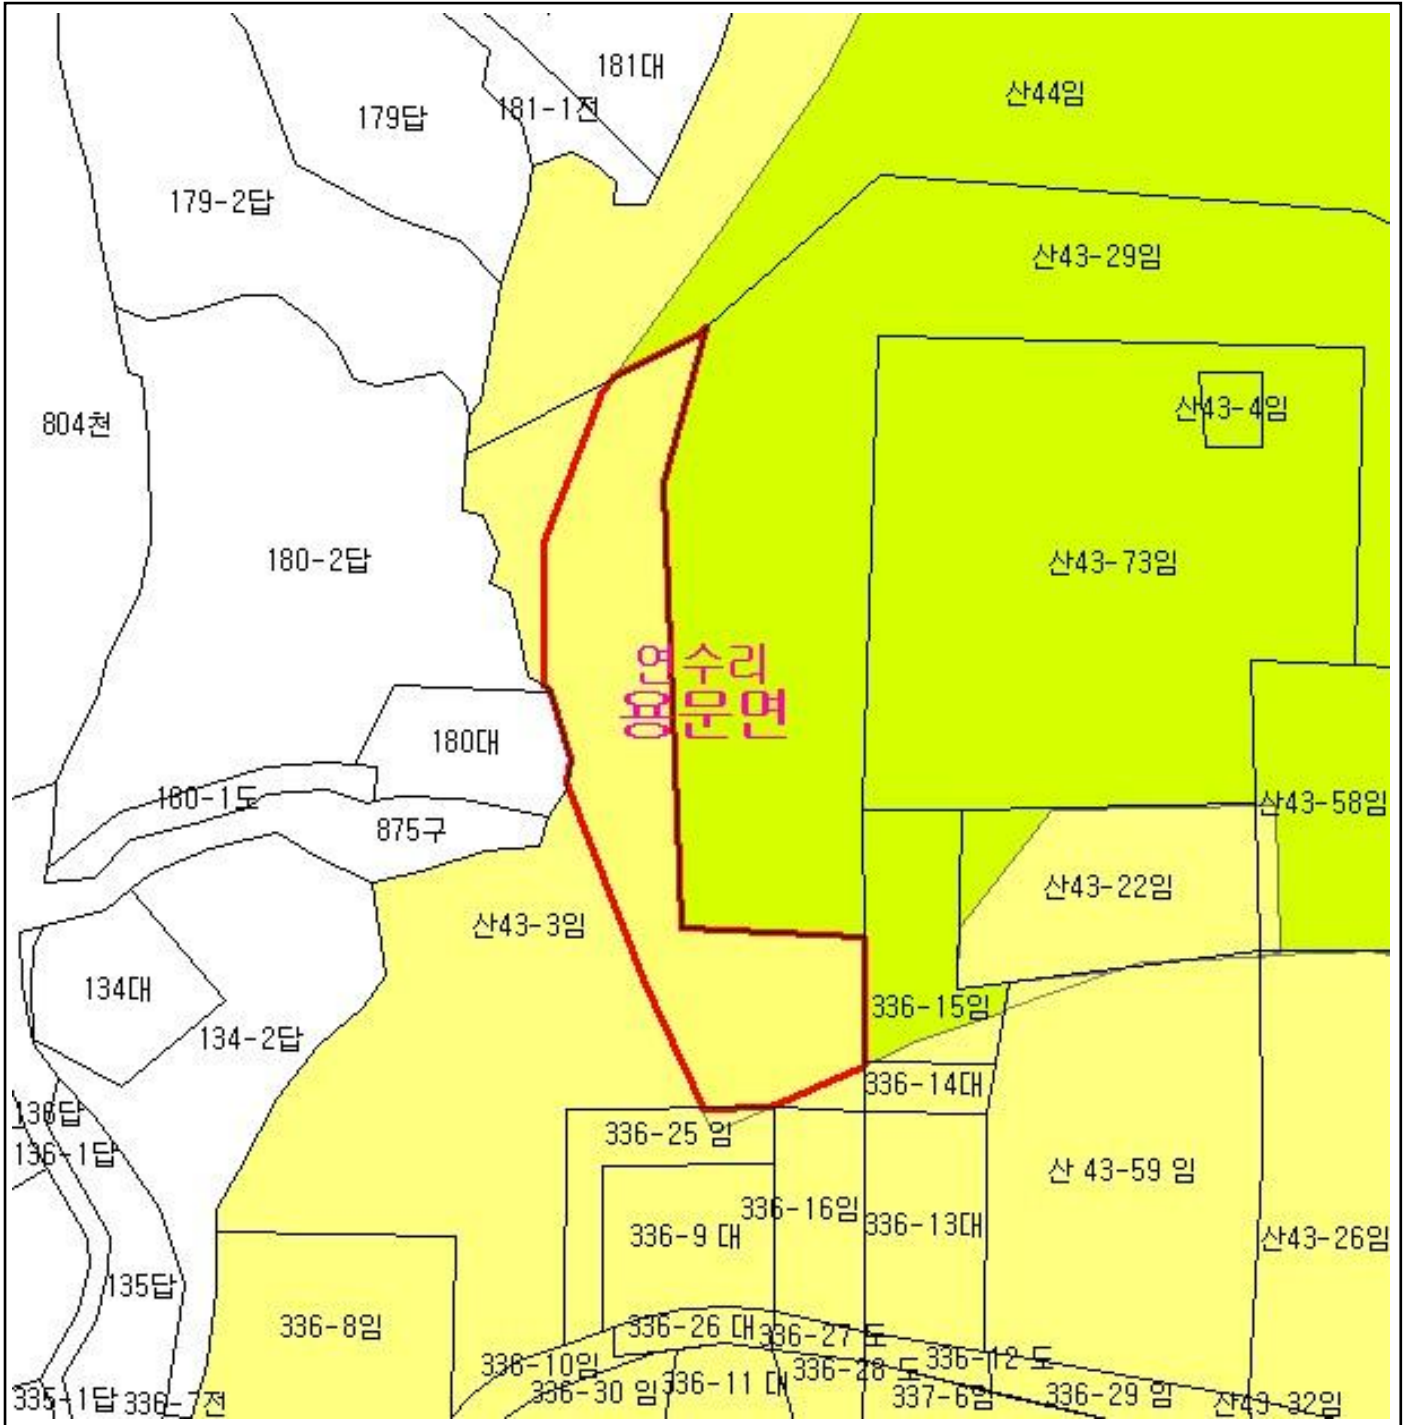 181대
산44임
181-1전
179답
179-2답
산43-29임
산43-4임
804천
180-2답
산43-73임
연수리
용문면
180대
180-1도
산43-58임
875구
산43-22임
산43-3임
134대
336-15임
134-2답
336-14대
136답
336-25 임
136-1답
산 43-59 임
336-16임
336-13대
336-9 대
산43-26임
135답
336-8임
336-26 대
336-27 도
336-12 도
336-10임
336-28 도
336-30 임
336-11 대
337-6임
336-29 임
335-1답
336-7전
산43-32임